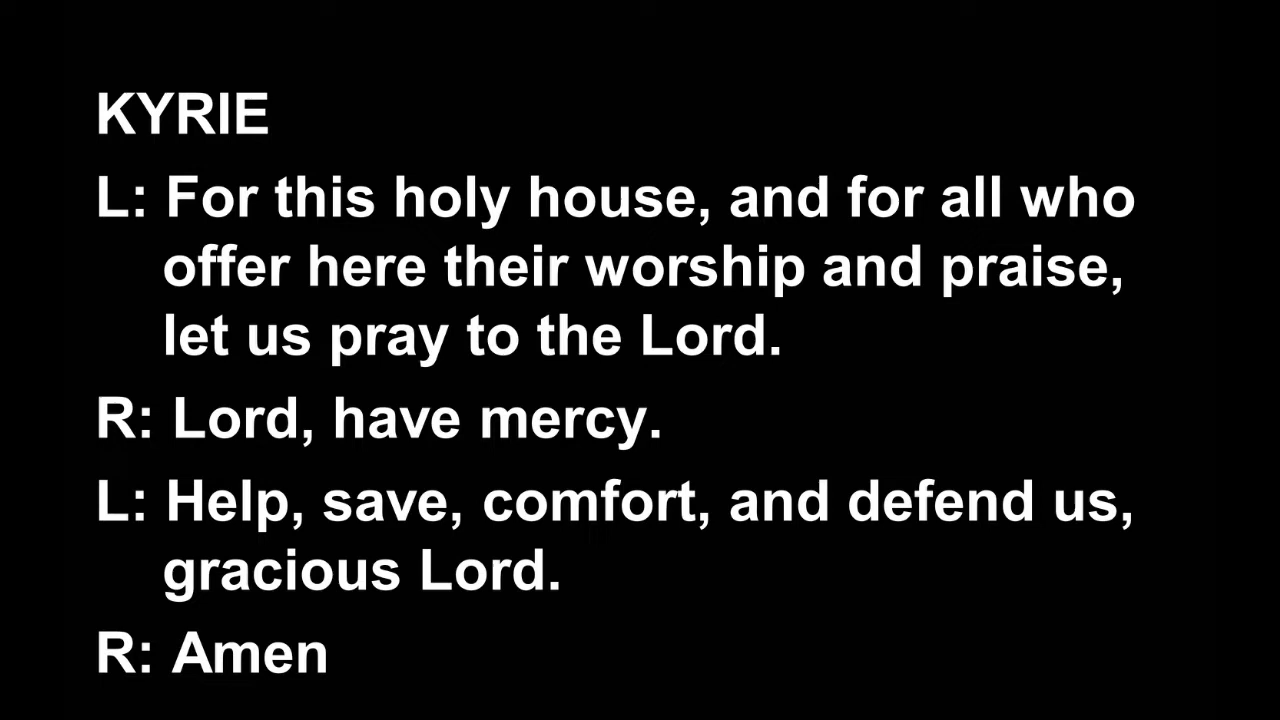 KYRIE
L: For this holy house, and for all who
offer here their worship and praise,
let us pray to the Lord.
R: Lord, have mercy.
L: Help, save, comfort, and defend us,
gracious Lord.
R: Amen